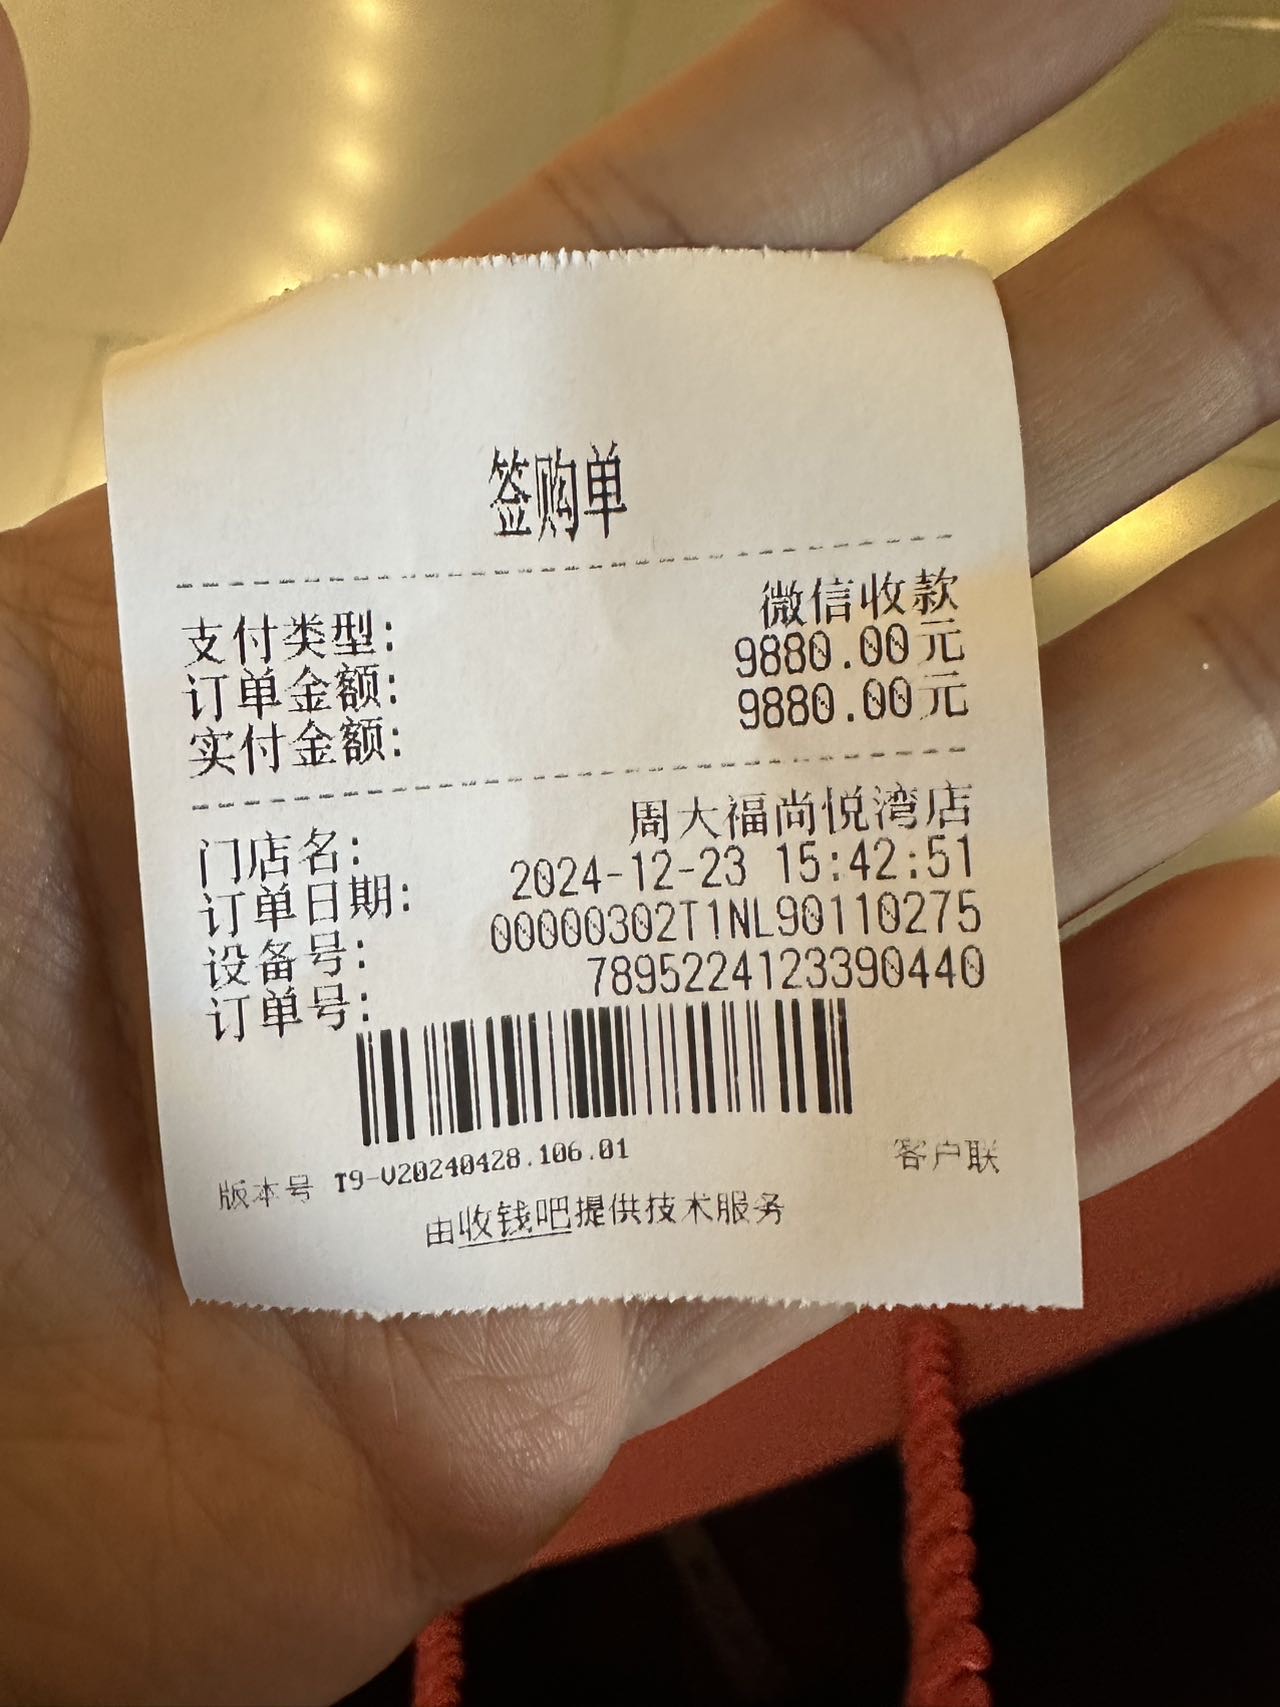 签购单
支付类型: 微信收款
订单金额: 9880.00元
实付金额: 9880.00元
门店名: 周大福尚悦湾店
订单日期: 2024-12-23 15:42:51
设备号: 00000302T1NL90110275
订单号: 7895224123390440
版本号 T9-V20240428.106.01 客户联
由收钱吧提供技术服务